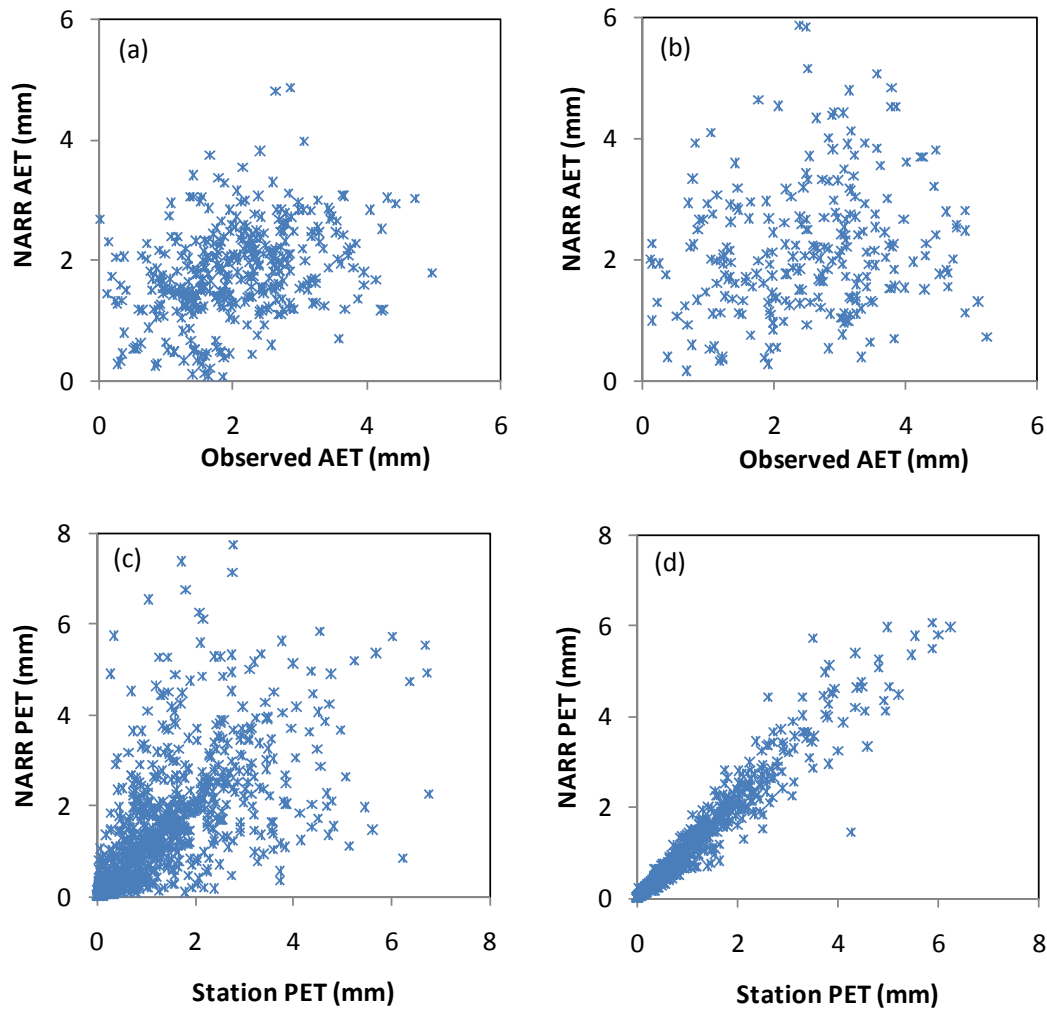 (a)
NARR AET (mm)
6
4
2
0
0 2 4 6
Observed AET (mm)
(b)
NARR AET (mm)
6
4
2
0
0 2 4 6
Observed AET (mm)
(c)
NARR PET (mm)
8
6
4
2
0
0 2 4 6 8
Station PET (mm)
(d)
NARR PET (mm)
8
6
4
2
0
0 2 4 6 8
Station PET (mm)